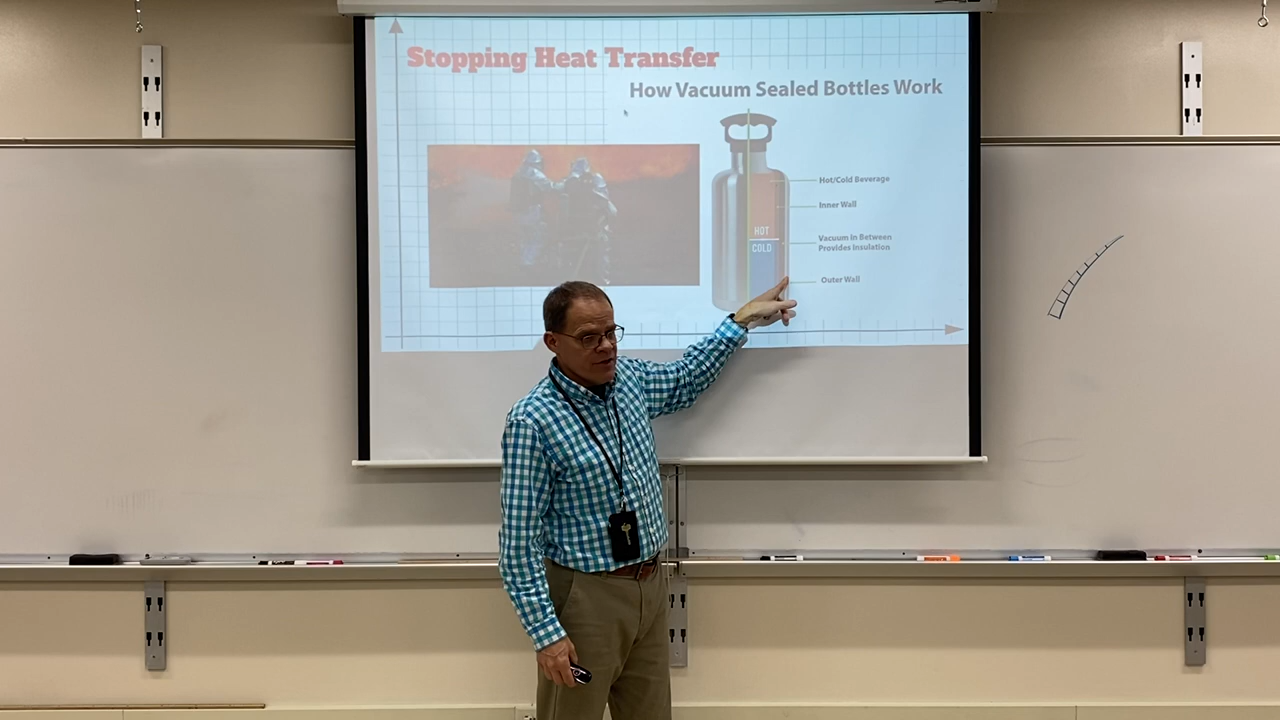 Stopping Heat Transfer
How Vacuum Sealed Bottles Work
Hot/Cold Beverage
Inner Wall
HOT
COLD
Vacuum in Between
Provides Insulation
Outer Wall